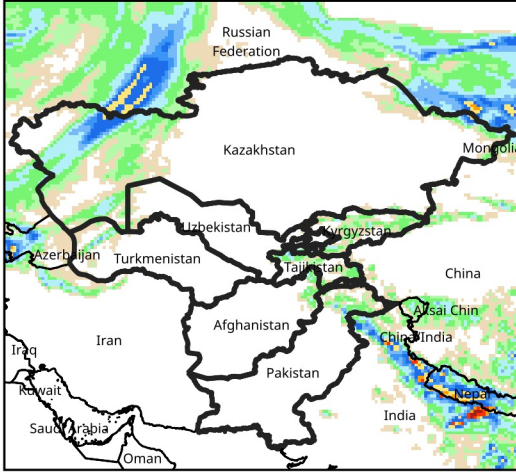 Russian
Federation
Kazakhstan
Mongolia
Uzbekistan
Kyrgyzstan
Azerbaijan
Turkmenistan
Tajikistan
China
Aksai Chin
Afghanistan
China/India
Iran
Iraq
Pakistan
Kuwait
Nepal
India
Saudi Arabia
Oman